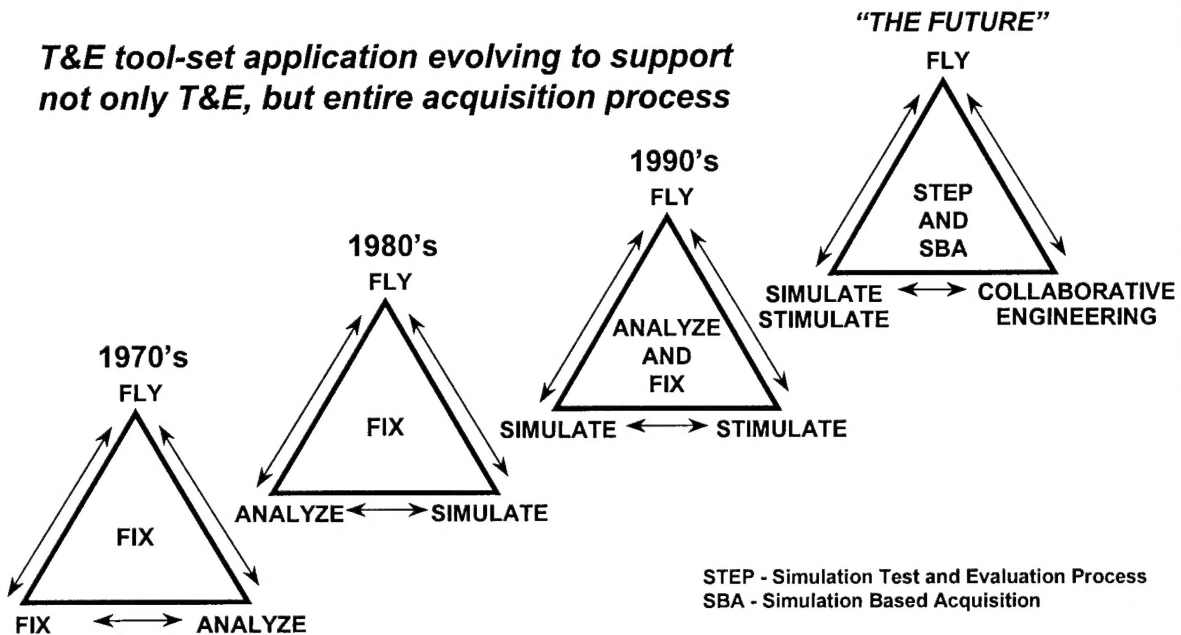 "THE FUTURE"
T&E tool-set application evolving to support
not only T&E, but entire acquisition process
FLY
STEP
AND
SBA
SIMULATE
STIMULATE
COLLABORATIVE
ENGINEERING
1990's
FLY
ANALYZE
AND
FIX
SIMULATE
STIMULATE
1980's
FLY
FIX
ANALYZE
SIMULATE
1970's
FLY
FIX
FIX
ANALYZE
STEP - Simulation Test and Evaluation Process
SBA - Simulation Based Acquisition